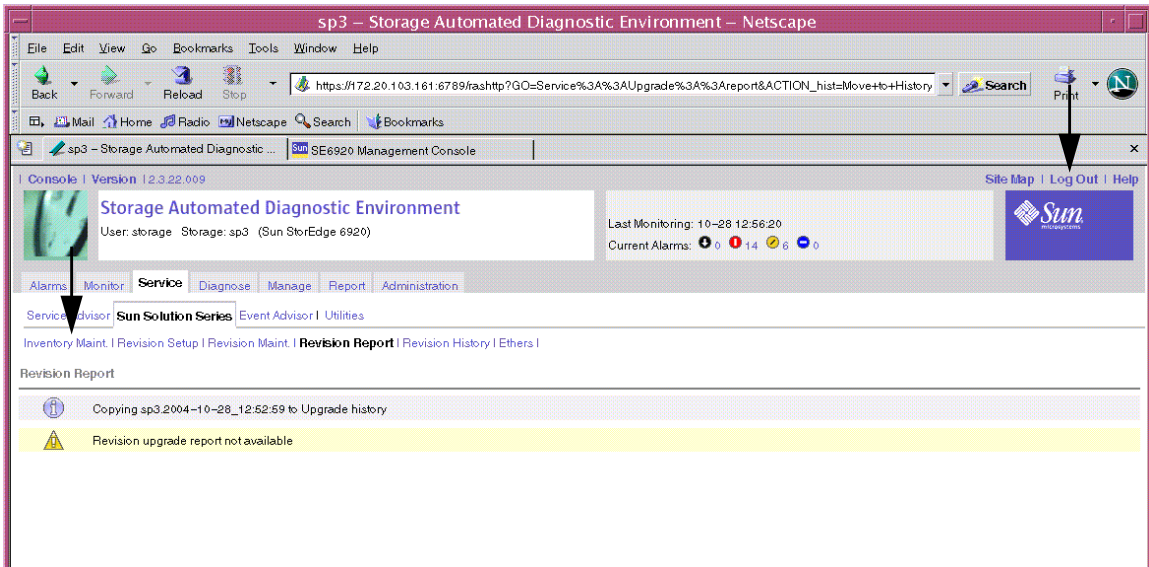 sp3 – Storage Automated Diagnostic Environment – Netscape
File Edit View Go Bookmarks Tools Window Help
Back Forward Reload Stop https://172.20.103.161:6789/rashttp?GO=Service%3A%3AUpgrade%3A%3Areport&ACTION_hist=Move+to+History Search Print N
Mail Home Radio Netscape Search Bookmarks
sp3 – Storage Automated Diagnostic ... Sun SE6920 Management Console x
| Console | Version | 2.3.22.009 Site Map | Log Out | Help
Storage Automated Diagnostic Environment
User: storage Storage: sp3 (Sun StorEdge 6920)
Last Monitoring: 10–28 12:56:20
Current Alarms: 0 14 6 0
Sun
microsystems
Alarms Monitor Service Diagnose Manage Report Administration
Service Advisor Sun Solution Series Event Advisor | Utilities
Inventory Maint. | Revision Setup | Revision Maint. | Revision Report | Revision History | Ethers |
Revision Report
Copying sp3.2004–10–28_12:52:59 to Upgrade history
Revision upgrade report not available